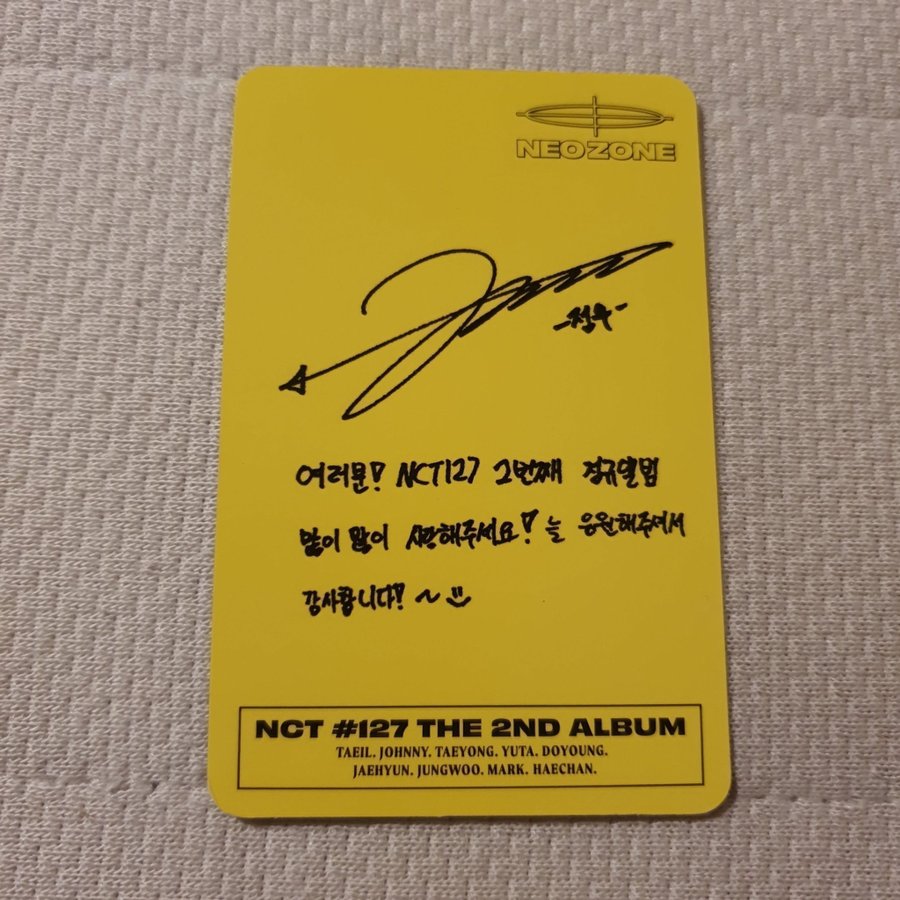 NEO ZONE
-정우-
여러분! NCT127 2번째 정규앨범
많이 많이 사랑해주세요! 늘 응원해주셔서
감사합니다! ~
NCT #127 THE 2ND ALBUM
TAEIL. JOHNNY. TAEYONG. YUTA. DOYOUNG.
JAEHYUN. JUNGWOO. MARK. HAECHAN.